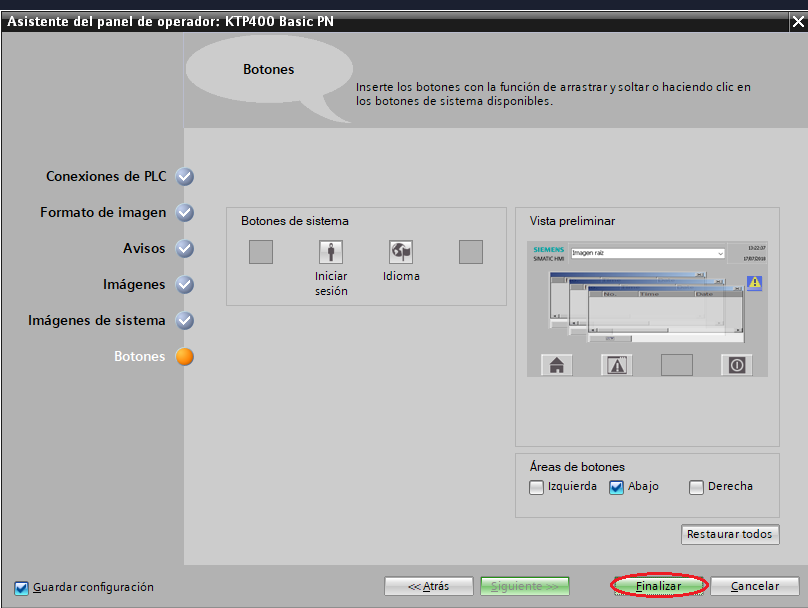 Asistente del panel de operador: KTP400 Basic PN
Botones
Inserte los botones con la función de arrastrar y soltar o haciendo clic en
los botones de sistema disponibles.
Conexiones de PLC
Formato de imagen
Avisos
Imágenes
Imágenes de sistema
Botones
Botones de sistema
Iniciar
sesión
Idioma
Vista preliminar
SIEMENS
SIMATIC HMI
Imagen raíz
13:22:37
17/07/2018
No.
Time
Date
Áreas de botones
Izquierda
Abajo
Derecha
Restaurar todos
Guardar configuración
<< Atrás
Siguiente >>
Finalizar
Cancelar